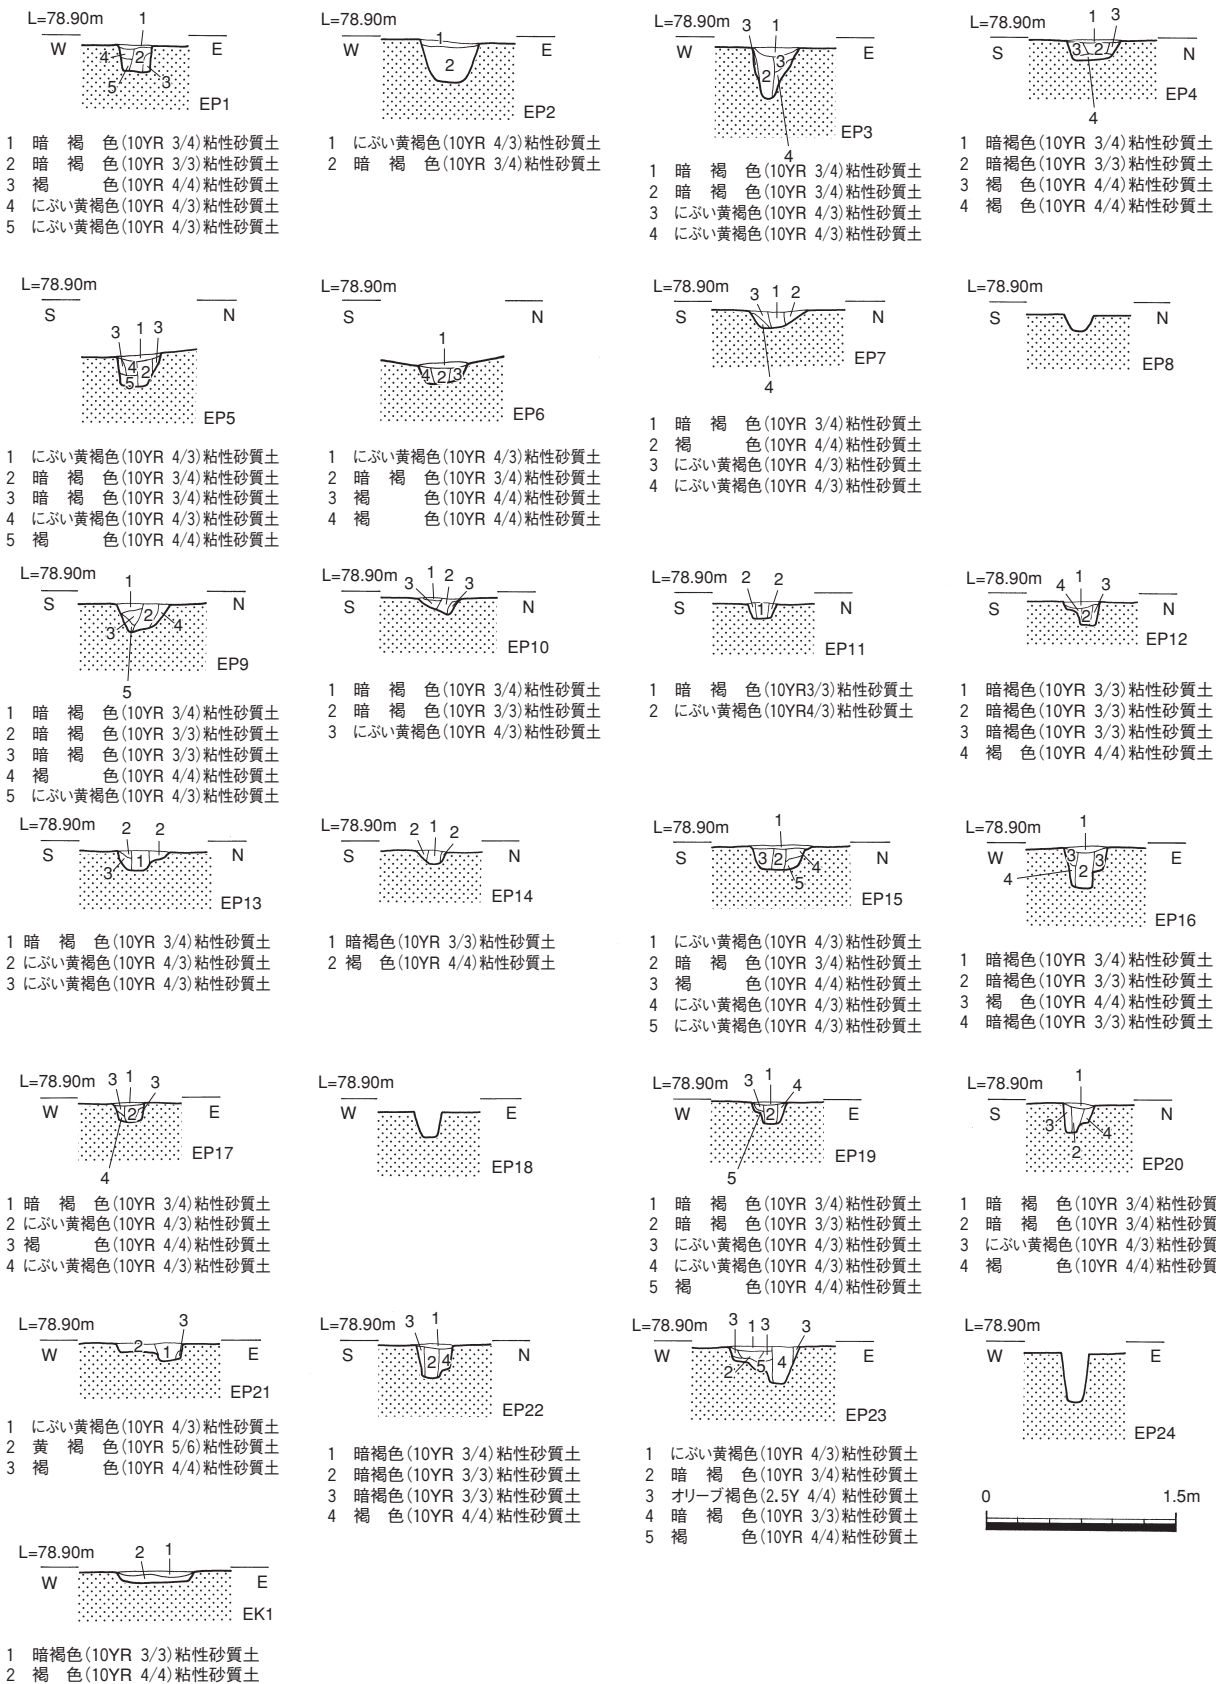 L=78.90m
1
W E
4 2
5 3
EP1
1 暗 褐 色(10YR 3/4)粘性砂質土
2 暗 褐 色(10YR 3/3)粘性砂質土
3 褐 色(10YR 4/4)粘性砂質土
4 にぶい黄褐色(10YR 4/3)粘性砂質土
5 にぶい黄褐色(10YR 4/3)粘性砂質土
L=78.90m
W 1 E
2
EP2
1 にぶい黄褐色(10YR 4/3)粘性砂質土
2 暗 褐 色(10YR 3/4)粘性砂質土
L=78.90m 3 1
W E
2 3
EP3
4
1 暗 褐 色(10YR 3/4)粘性砂質土
2 暗 褐 色(10YR 3/4)粘性砂質土
3 にぶい黄褐色(10YR 4/3)粘性砂質土
4 にぶい黄褐色(10YR 4/3)粘性砂質土
L=78.90m 1 3
S N
3 2
EP4
4
1 暗褐色(10YR 3/4)粘性砂質土
2 暗褐色(10YR 3/3)粘性砂質土
3 褐 色(10YR 4/4)粘性砂質土
4 褐 色(10YR 4/4)粘性砂質土
L=78.90m
S N
3 1 3
4 2
5
EP5
1 にぶい黄褐色(10YR 4/3)粘性砂質土
2 暗 褐 色(10YR 3/4)粘性砂質土
3 暗 褐 色(10YR 3/4)粘性砂質土
4 にぶい黄褐色(10YR 4/3)粘性砂質土
5 褐 色(10YR 4/4)粘性砂質土
L=78.90m
S N
1
4 2 3
EP6
1 にぶい黄褐色(10YR 4/3)粘性砂質土
2 暗 褐 色(10YR 3/4)粘性砂質土
3 褐 色(10YR 4/4)粘性砂質土
4 褐 色(10YR 4/4)粘性砂質土
L=78.90m
3 1 2
S N
EP7
4
1 暗 褐 色(10YR 3/4)粘性砂質土
2 褐 色(10YR 4/4)粘性砂質土
3 にぶい黄褐色(10YR 4/3)粘性砂質土
4 にぶい黄褐色(10YR 4/3)粘性砂質土
L=78.90m
S N
EP8
L=78.90m
1
S N
2
3 4
EP9
5
1 暗 褐 色(10YR 3/4)粘性砂質土
2 暗 褐 色(10YR 3/3)粘性砂質土
3 暗 褐 色(10YR 3/3)粘性砂質土
4 褐 色(10YR 4/4)粘性砂質土
5 にぶい黄褐色(10YR 4/3)粘性砂質土
L=78.90m 3 1 2 3
S N
EP10
1 暗 褐 色(10YR 3/4)粘性砂質土
2 暗 褐 色(10YR 3/3)粘性砂質土
3 にぶい黄褐色(10YR 4/3)粘性砂質土
L=78.90m 2 2
S 1 N
EP11
1 暗 褐 色(10YR3/3)粘性砂質土
2 にぶい黄褐色(10YR4/3)粘性砂質土
L=78.90m 4 1 3
S N
2
EP12
1 暗褐色(10YR 3/3)粘性砂質土
2 暗褐色(10YR 3/3)粘性砂質土
3 暗褐色(10YR 3/3)粘性砂質土
4 褐 色(10YR 4/4)粘性砂質土
L=78.90m 2 2
S N
1
3
EP13
1 暗 褐 色(10YR 3/4)粘性砂質土
2 にぶい黄褐色(10YR 4/3)粘性砂質土
3 にぶい黄褐色(10YR 4/3)粘性砂質土
L=78.90m 2 1 2
S N
EP14
1 暗褐色(10YR 3/3)粘性砂質土
2 褐 色(10YR 4/4)粘性砂質土
L=78.90m 1
S N
3 2 4
5
EP15
1 にぶい黄褐色(10YR 4/3)粘性砂質土
2 暗 褐 色(10YR 3/4)粘性砂質土
3 褐 色(10YR 4/4)粘性砂質土
4 にぶい黄褐色(10YR 4/3)粘性砂質土
5 にぶい黄褐色(10YR 4/3)粘性砂質土
L=78.90m 1
W E
3 3
4 2
EP16
1 暗褐色(10YR 3/4)粘性砂質土
2 暗褐色(10YR 3/3)粘性砂質土
3 褐 色(10YR 4/4)粘性砂質土
4 暗褐色(10YR 3/3)粘性砂質土
L=78.90m 3 1 3
W E
2
EP17
4
1 暗 褐 色(10YR 3/4)粘性砂質土
2 にぶい黄褐色(10YR 4/3)粘性砂質土
3 褐 色(10YR 4/4)粘性砂質土
4 にぶい黄褐色(10YR 4/3)粘性砂質土
L=78.90m
W E
EP18
L=78.90m 3 1 4
W E
2
EP19
5
1 暗 褐 色(10YR 3/4)粘性砂質土
2 暗 褐 色(10YR 3/3)粘性砂質土
3 にぶい黄褐色(10YR 4/3)粘性砂質土
4 にぶい黄褐色(10YR 4/3)粘性砂質土
5 褐 色(10YR 4/4)粘性砂質土
L=78.90m 1
S N
3 4
2
EP20
1 暗 褐 色(10YR 3/4)粘性砂質
2 暗 褐 色(10YR 3/4)粘性砂質
3 にぶい黄褐色(10YR 4/3)粘性砂質
4 褐 色(10YR 4/4)粘性砂質
L=78.90m 3
W 2 1 E
EP21
1 にぶい黄褐色(10YR 4/3)粘性砂質土
2 黄 褐 色(10YR 5/6)粘性砂質土
3 褐 色(10YR 4/4)粘性砂質土
L=78.90m 3 1
S N
2 4
EP22
1 暗褐色(10YR 3/4)粘性砂質土
2 暗褐色(10YR 3/3)粘性砂質土
3 暗褐色(10YR 3/3)粘性砂質土
4 褐 色(10YR 4/4)粘性砂質土
L=78.90m 3 1 3 3
W E
2 5 4
EP23
1 にぶい黄褐色(10YR 4/3)粘性砂質土
2 暗 褐 色(10YR 3/4)粘性砂質土
3 オリーブ褐色(2.5Y 4/4)粘性砂質土
4 暗 褐 色(10YR 3/3)粘性砂質土
5 褐 色(10YR 4/4)粘性砂質土
L=78.90m
W E
EP24
0 1.5m
L=78.90m 2 1
W E
EK1
1 暗褐色(10YR 3/3)粘性砂質土
2 褐 色(10YR 4/4)粘性砂質土